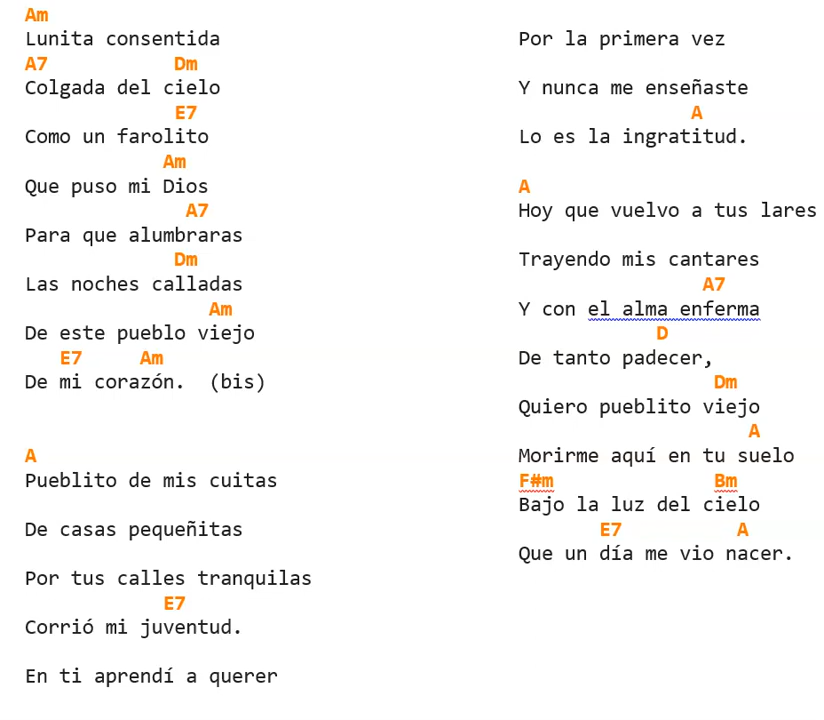 Am
Lunita consentida
A7 Dm
Colgada del cielo
E7
Como un farolito
Am
Que puso mi Dios
A7
Para que alumbraras
Dm
Las noches calladas
Am
De este pueblo viejo
E7 Am
De mi corazón. (bis)
A
Pueblito de mis cuitas
De casas pequeñitas
Por tus calles tranquilas
E7
Corrió mi juventud.
En ti aprendí a querer
Por la primera vez
Y nunca me enseñaste
A
Lo es la ingratitud.
A
Hoy que vuelvo a tus lares
Trayendo mis cantares
A7
Y con el alma enferma
D
De tanto padecer,
Dm
Quiero pueblito viejo
A
Morirme aquí en tu suelo
F#m Bm
Bajo la luz del cielo
E7 A
Que un día me vio nacer.